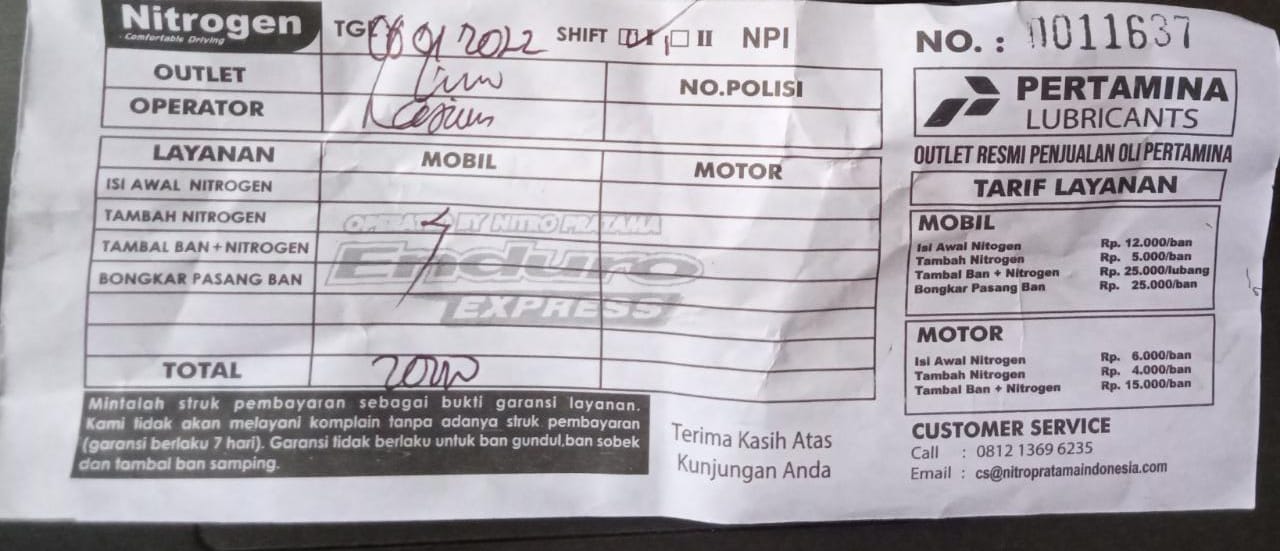 Nitrogen
Comfortable Driving
TGL 08 01 2022 SHIFT I II NPI
OUTLET
NO.POLISI
OPERATOR
LAYANAN MOBIL MOTOR
ISI AWAL NITROGEN
TAMBAH NITROGEN
TAMBAL BAN + NITROGEN
BONGKAR PASANG BAN
OPERATED BY NITRO PRATAMA
Enduro
EXPRESS
TOTAL
Mintalah struk pembayaran sebagai bukti garansi layanan.
Kami tidak akan melayani komplain tanpa adanya struk pembayaran
(garansi berlaku 7 hari). Garansi tidak berlaku untuk ban gundul,ban sobek
dan tambal ban samping.
Terima Kasih Atas
Kunjungan Anda
NO. : 0011637
PERTAMINA
LUBRICANTS
OUTLET RESMI PENJUALAN OLI PERTAMINA
TARIF LAYANAN
MOBIL
Isi Awal Nitogen Rp. 12.000/ban
Tambah Nitrogen Rp. 5.000/ban
Tambal Ban + Nitrogen Rp. 25.000/lubang
Bongkar Pasang Ban Rp. 25.000/ban
MOTOR
Isi Awal Nitrogen Rp. 6.000/ban
Tambah Nitrogen Rp. 4.000/ban
Tambal Ban + Nitrogen Rp. 15.000/ban
CUSTOMER SERVICE
Call : 0812 1369 6235
Email : cs@nitropratamaindonesia.com